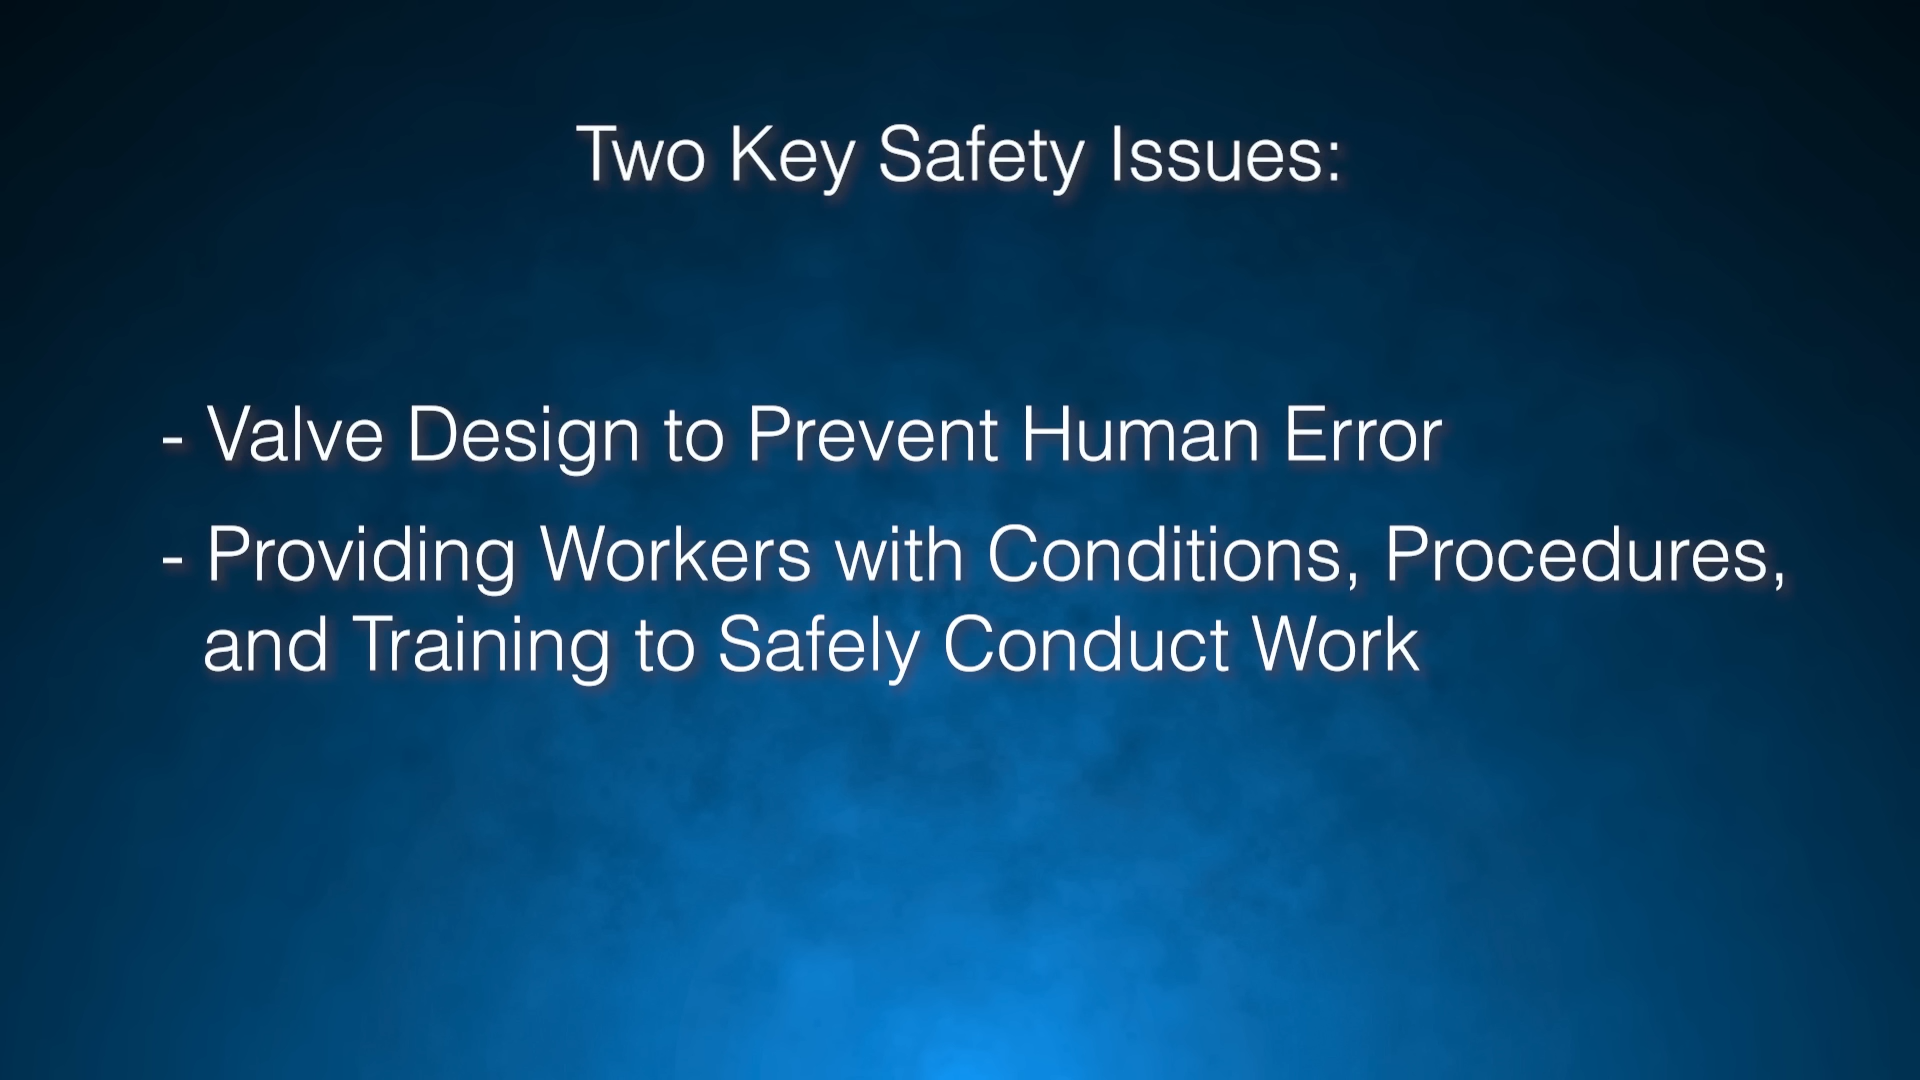 Two Key Safety Issues:
- Valve Design to Prevent Human Error
- Providing Workers with Conditions, Procedures,
and Training to Safely Conduct Work